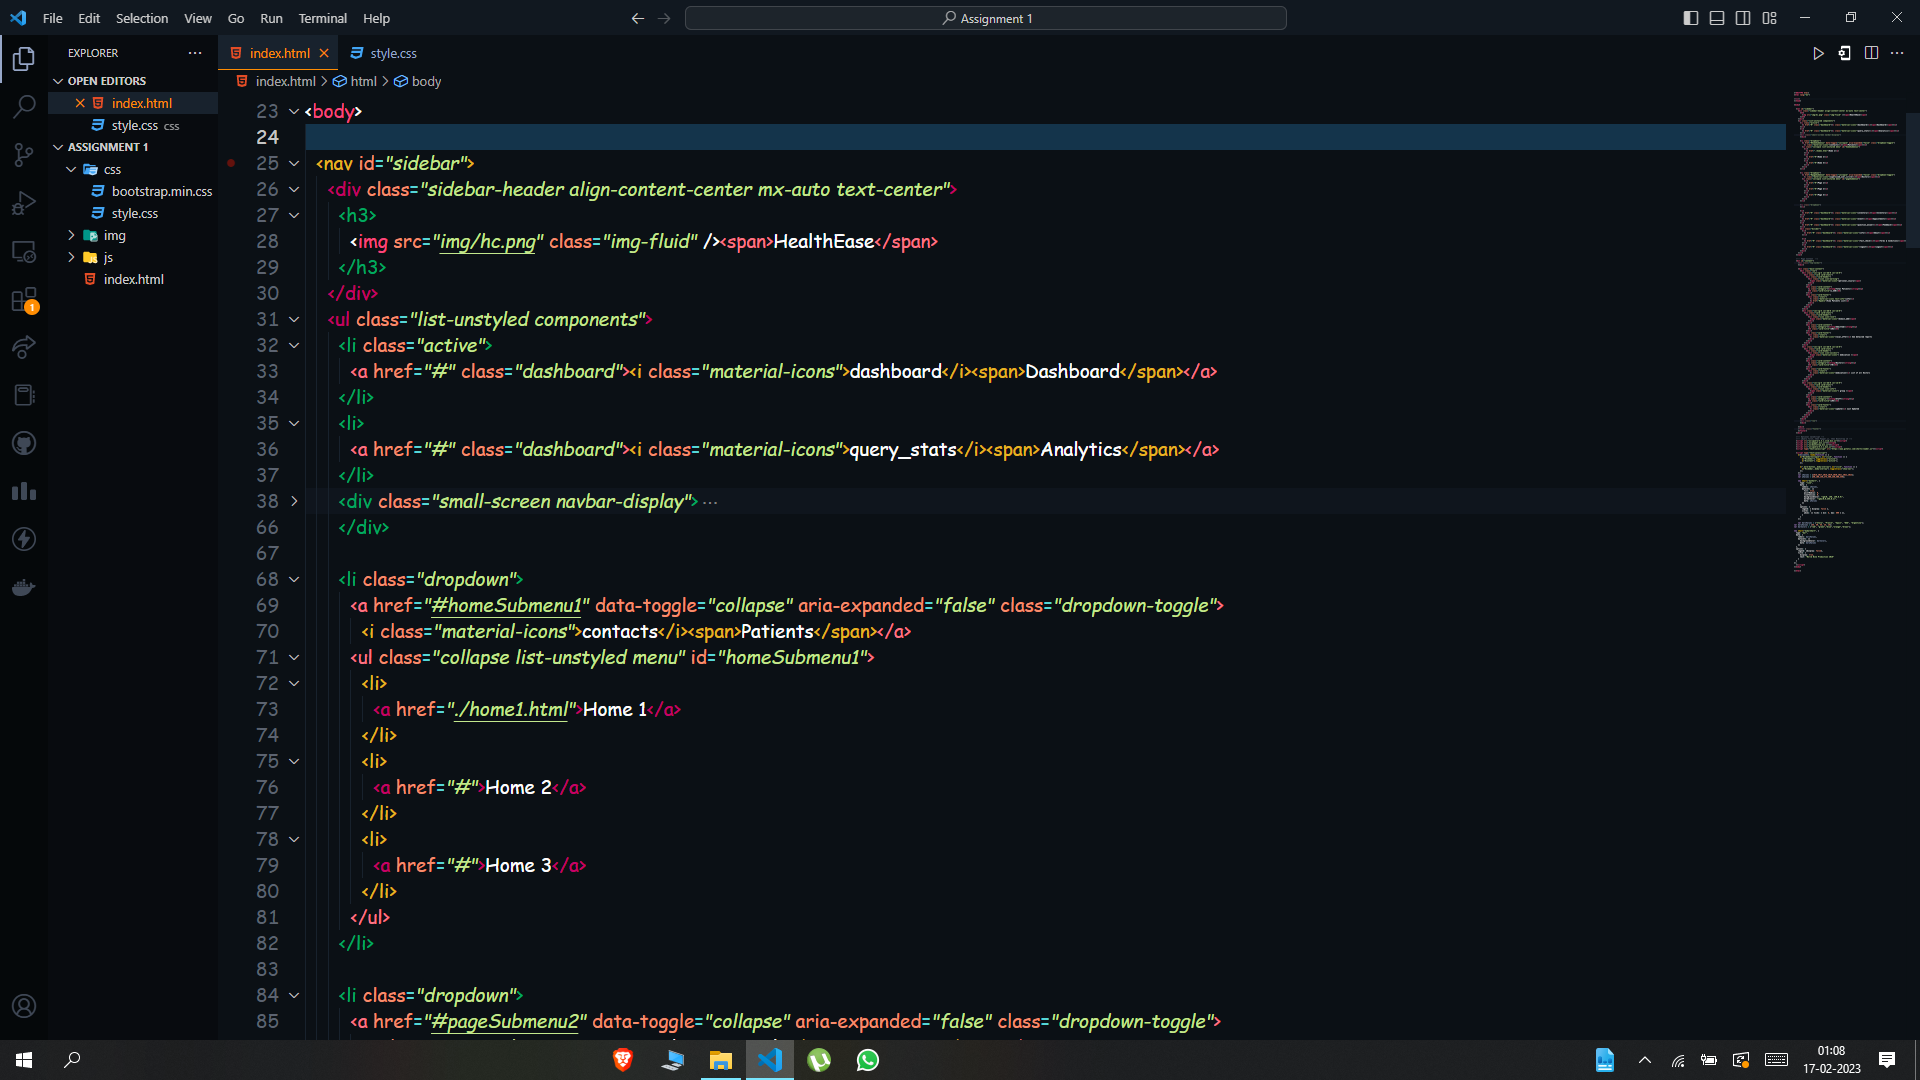 File Edit Selection View Go Run Terminal Help
Assignment 1
EXPLORER
OPEN EDITORS
index.html
style.css css
ASSIGNMENT 1
css
bootstrap.min.css
style.css
img
js
index.html
1
index.html style.css
index.html > html > body
23 <body>
24
25 <nav id="sidebar">
26 <div class="sidebar-header align-content-center mx-auto text-center">
27 <h3>
28 <img src="img/hc.png" class="img-fluid" /><span>HealthEase</span>
29 </h3>
30 </div>
31 <ul class="list-unstyled components">
32 <li class="active">
33 <a href="#" class="dashboard"><i class="material-icons">dashboard</i><span>Dashboard</span></a>
34 </li>
35 <li>
36 <a href="#" class="dashboard"><i class="material-icons">query_stats</i><span>Analytics</span></a>
37 </li>
38 <div class="small-screen navbar-display"> ...
66 </div>
67
68 <li class="dropdown">
69 <a href="#homeSubmenu1" data-toggle="collapse" aria-expanded="false" class="dropdown-toggle">
70 <i class="material-icons">contacts</i><span>Patients</span></a>
71 <ul class="collapse list-unstyled menu" id="homeSubmenu1">
72 <li>
73 <a href="./home1.html">Home 1</a>
74 </li>
75 <li>
76 <a href="#">Home 2</a>
77 </li>
78 <li>
79 <a href="#">Home 3</a>
80 </li>
81 </ul>
82 </li>
83
84 <li class="dropdown">
85 <a href="#pageSubmenu2" data-toggle="collapse" aria-expanded="false" class="dropdown-toggle">
01:08
17-02-2023